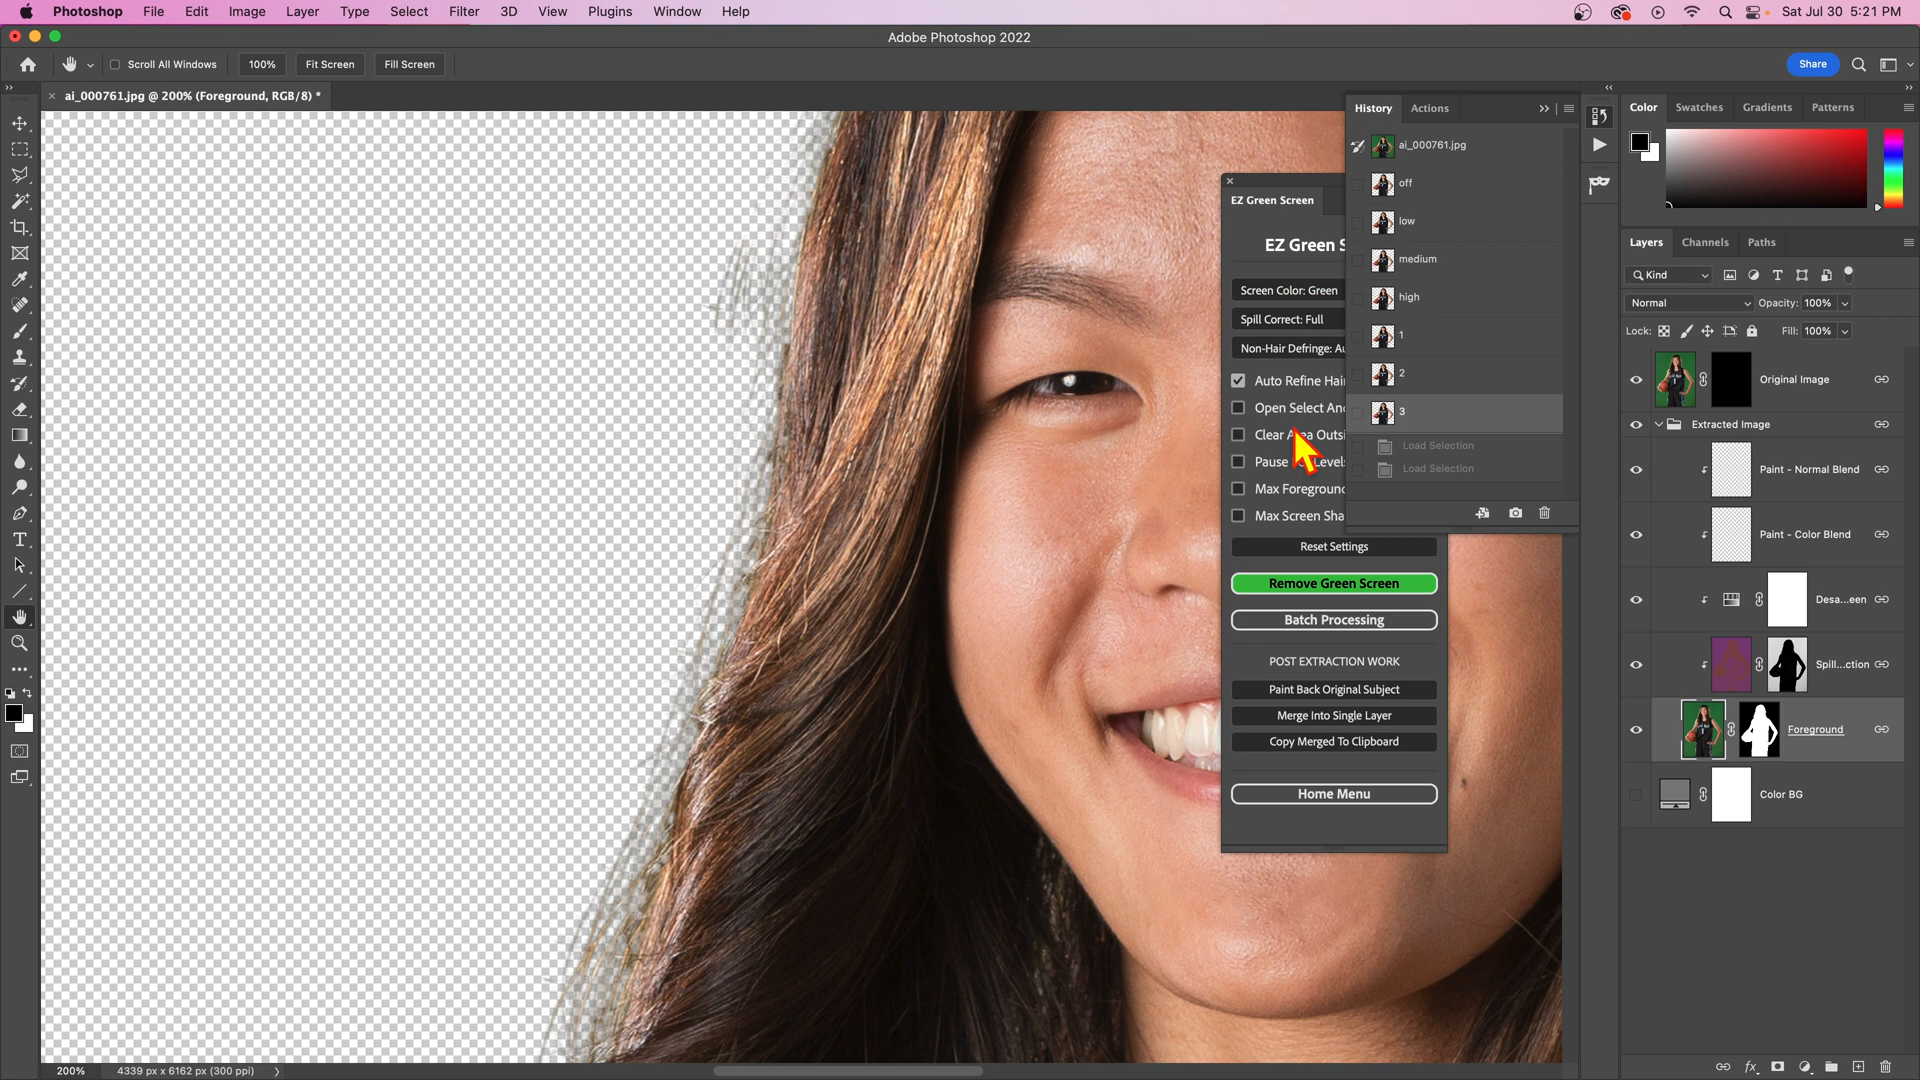 Photoshop File Edit Image Layer Type Select Filter 3D View Plugins Window Help Sat Jul 30 5:21 PM
Adobe Photoshop 2022
Scroll All Windows 100% Fit Screen Fill Screen Share
ai_000761.jpg @ 200% (Foreground, RGB/8) *
History Actions
ai_000761.jpg
off
low
medium
high
1
2
3
Load Selection
Load Selection
EZ Green Screen
EZ Green S
Screen Color: Green
Spill Correct: Full
Non-Hair Defringe: Au
Auto Refine Hair
Open Select And
Clear Area Outsi
Pause For Levels
Max Foreground
Max Screen Sha
Reset Settings
Remove Green Screen
Batch Processing
POST EXTRACTION WORK
Paint Back Original Subject
Merge Into Single Layer
Copy Merged To Clipboard
Home Menu
Color Swatches Gradients Patterns
Layers Channels Paths
Kind
Normal Opacity: 100%
Lock: Fill: 100%
Original Image
Extracted Image
Paint - Normal Blend
Paint - Color Blend
Desa...een
Spill...ction
Foreground
Color BG
200% 4339 px x 6162 px (300 ppi)